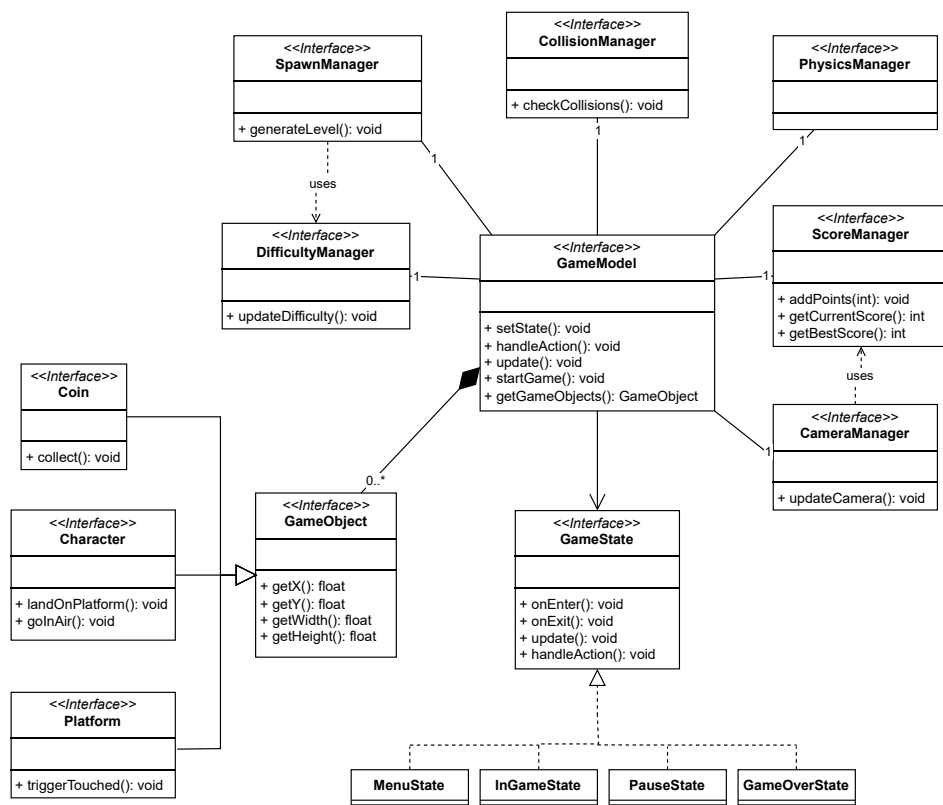 <<Interface>>
SpawnManager
+ generateLevel(): void
<<Interface>>
CollisionManager
+ checkCollisions(): void
<<Interface>>
PhysicsManager
1
1
1
uses
<<Interface>>
DifficultyManager
+ updateDifficulty(): void
1
<<Interface>>
GameModel
+ setState(): void
+ handleAction(): void
+ update(): void
+ startGame(): void
+ getGameObjects(): GameObject
1
<<Interface>>
ScoreManager
+ addPoints(int): void
+ getCurrentScore(): int
+ getBestScore(): int
uses
<<Interface>>
CameraManager
+ updateCamera(): void
1
<<Interface>>
Coin
+ collect(): void
0..*
<<Interface>>
GameObject
+ getX(): float
+ getY(): float
+ getWidth(): float
+ getHeight(): float
<<Interface>>
Character
+ landOnPlatform(): void
+ goInAir(): void
<<Interface>>
GameState
+ onEnter(): void
+ onExit(): void
+ update(): void
+ handleAction(): void
<<Interface>>
Platform
+ triggerTouched(): void
MenuState
InGameState
PauseState
GameOverState